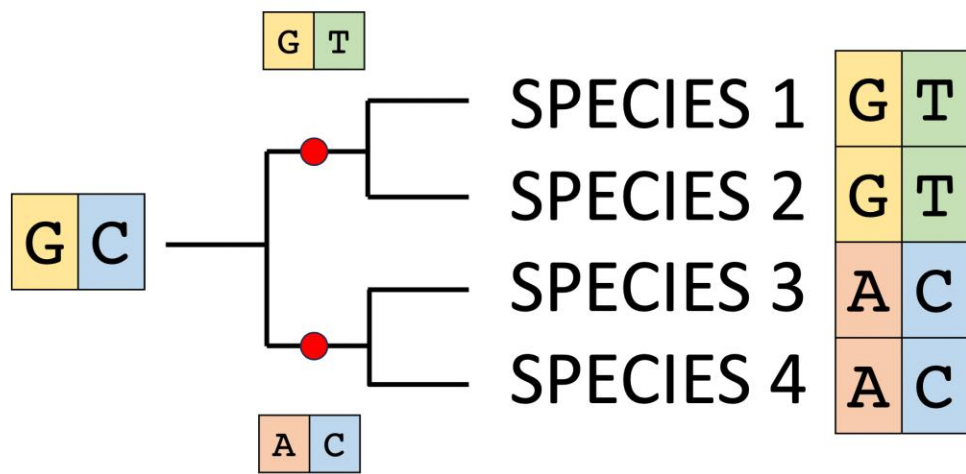 G T
SPECIES 1 G T
SPECIES 2 G T
G C
SPECIES 3 A C
SPECIES 4 A C
A C